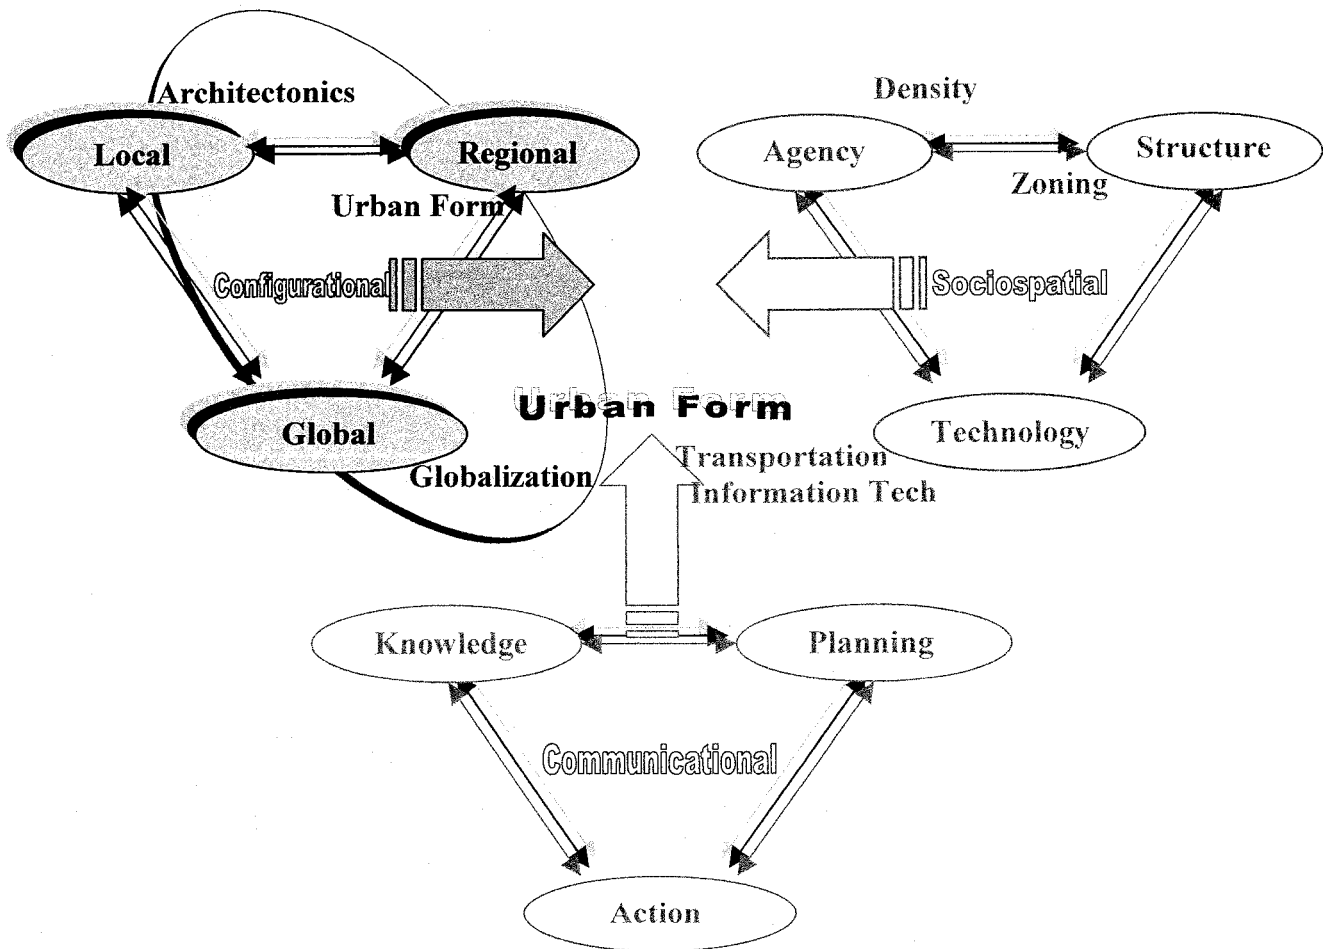 Architectonics
Local
Regional
Urban Form
Configurational
Global
Globalization
Density
Agency
Structure
Zoning
Sociospatial
Technology
Urban Form
Transportation
Information Tech
Knowledge
Planning
Communicational
Action